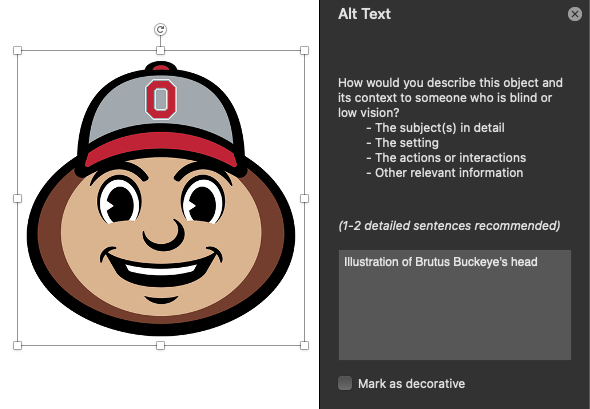 Alt Text
How would you describe this object and
its context to someone who is blind or
low vision?
- The subject(s) in detail
- The setting
- The actions or interactions
- Other relevant information
(1-2 detailed sentences recommended)
Illustration of Brutus Buckeye's head
Mark as decorative
O